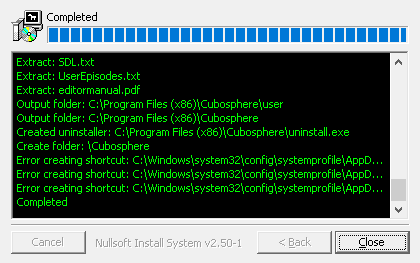 Completed
Extract: SDL.txt
Extract: UserEpisodes.txt
Extract: editormanual.pdf
Output folder: C:\Program Files (x86)\Cubosphere\user
Output folder: C:\Program Files (x86)\Cubosphere
Created uninstaller: C:\Program Files (x86)\Cubosphere\uninstall.exe
Create folder: \Cubosphere
Error creating shortcut: C:\Windows\system32\config\systemprofile\AppD...
Error creating shortcut: C:\Windows\system32\config\systemprofile\AppD...
Error creating shortcut: C:\Windows\system32\config\systemprofile\AppD...
Completed
Cancel Nullsoft Install System v2.50-1 < Back Close